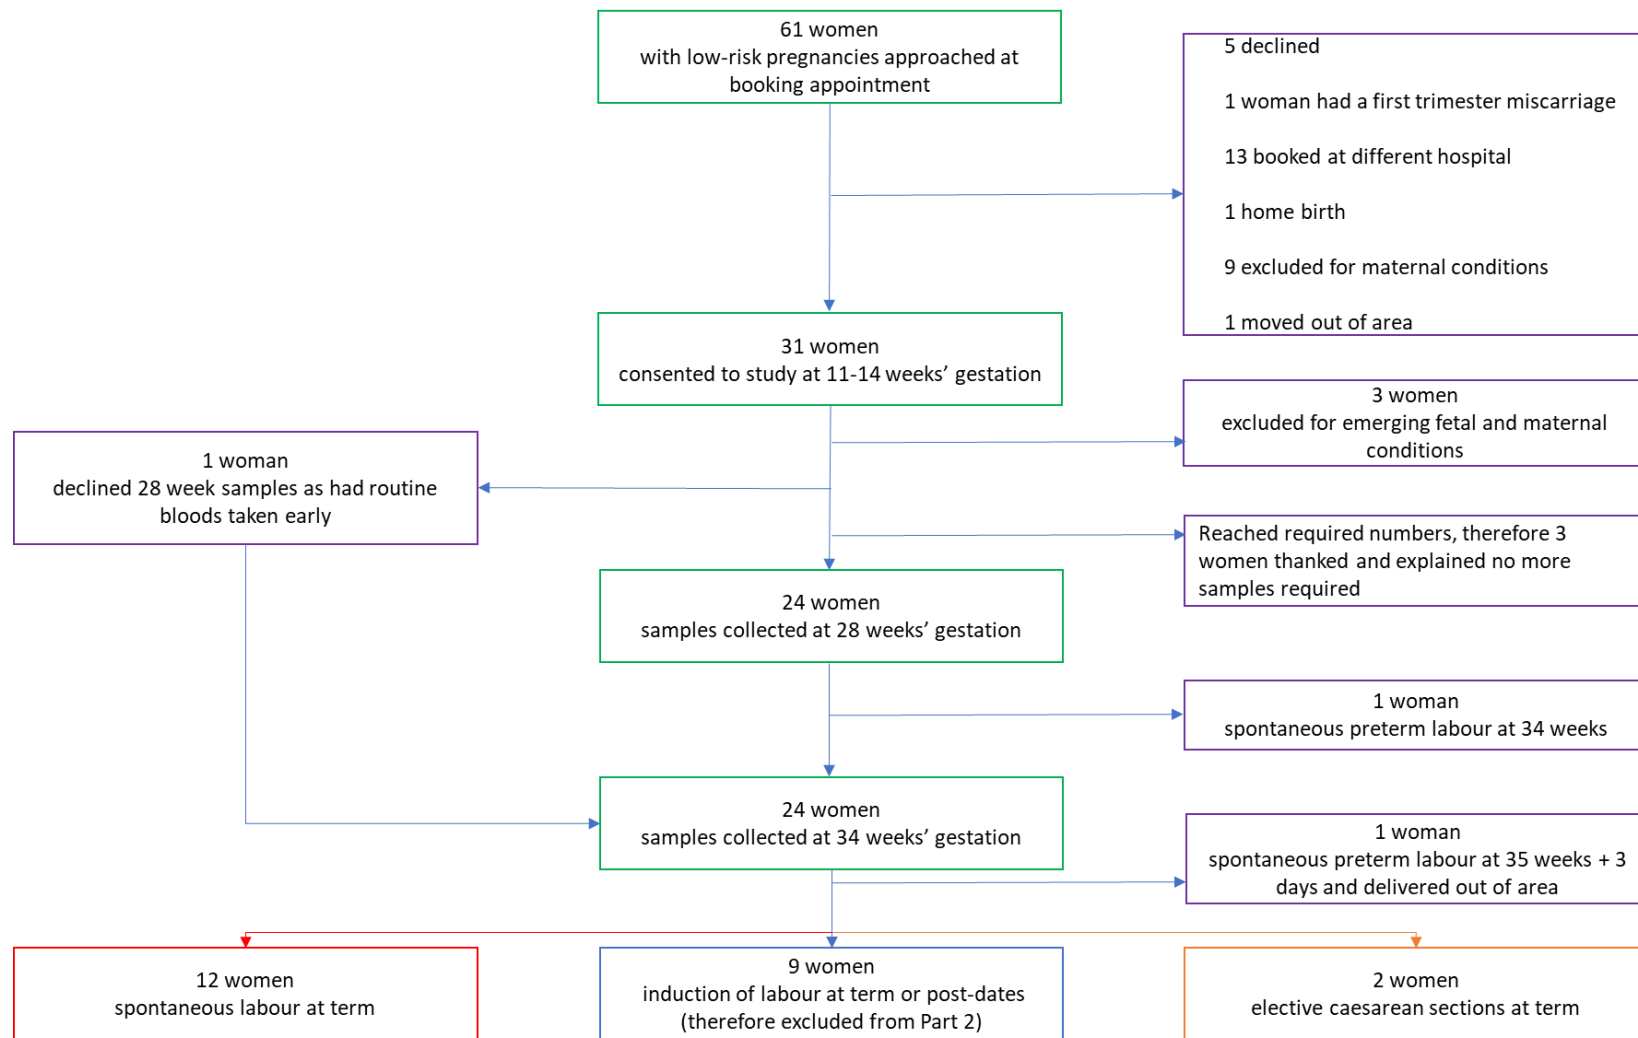 61 women
with low-risk pregnancies approached at
booking appointment
5 declined
1 woman had a first trimester miscarriage
13 booked at different hospital
1 home birth
9 excluded for maternal conditions
1 moved out of area
31 women
consented to study at 11-14 weeks’ gestation
3 women
excluded for emerging fetal and maternal
conditions
1 woman
declined 28 week samples as had routine
bloods taken early
Reached required numbers, therefore 3
women thanked and explained no more
samples required
24 women
samples collected at 28 weeks’ gestation
1 woman
spontaneous preterm labour at 34 weeks
24 women
samples collected at 34 weeks’ gestation
1 woman
spontaneous preterm labour at 35 weeks + 3
days and delivered out of area
12 women
spontaneous labour at term
9 women
induction of labour at term or post-dates
(therefore excluded from Part 2)
2 women
elective caesarean sections at term